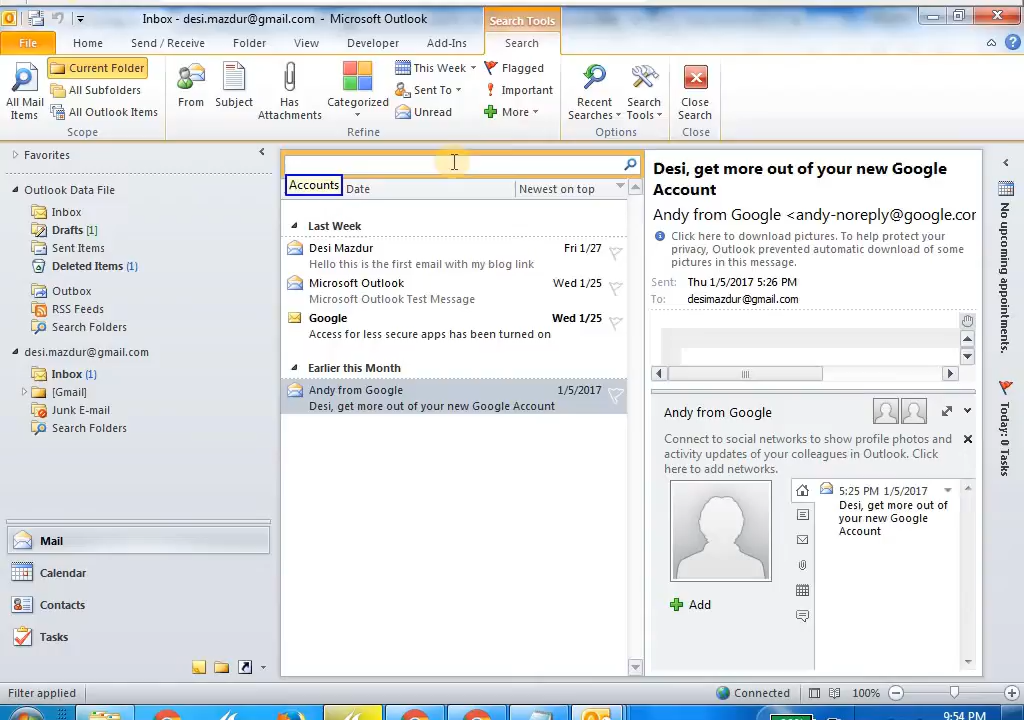 Inbox - desi.mazdur@gmail.com - Microsoft Outlook
Search Tools
File
Home
Send / Receive
Folder
View
Developer
Add-Ins
Search
All Mail
Items
Current Folder
All Subfolders
All Outlook Items
Scope
From
Subject
Has
Attachments
Categorized
This Week
Sent To
Unread
Flagged
Important
More
Refine
Recent
Searches
Search
Tools
Options
Close
Search
Close
Favorites
Outlook Data File
Inbox
Drafts [1]
Sent Items
Deleted Items (1)
Outbox
RSS Feeds
Search Folders
desi.mazdur@gmail.com
Inbox (1)
[Gmail]
Junk E-mail
Search Folders
Mail
Calendar
Contacts
Tasks
Accounts
Date
Newest on top
Last Week
Desi Mazdur
Fri 1/27
Hello this is the first email with my blog link
Microsoft Outlook
Wed 1/25
Microsoft Outlook Test Message
Google
Wed 1/25
Access for less secure apps has been turned on
Earlier this Month
Andy from Google
1/5/2017
Desi, get more out of your new Google Account
Desi, get more out of your new Google
Account
Andy from Google <andy-noreply@google.cor
Click here to download pictures. To help protect your
privacy, Outlook prevented automatic download of some
pictures in this message.
Sent: Thu 1/5/2017 5:26 PM
To: desimazdur@gmail.com
Andy from Google
Connect to social networks to show profile photos and
activity updates of your colleagues in Outlook. Click
here to add networks.
5:25 PM 1/5/2017
Desi, get more out of
your new Google
Account
Add
No upcoming appointments.
Today: 0 Tasks
Filter applied
Connected
100%
9:54 PM